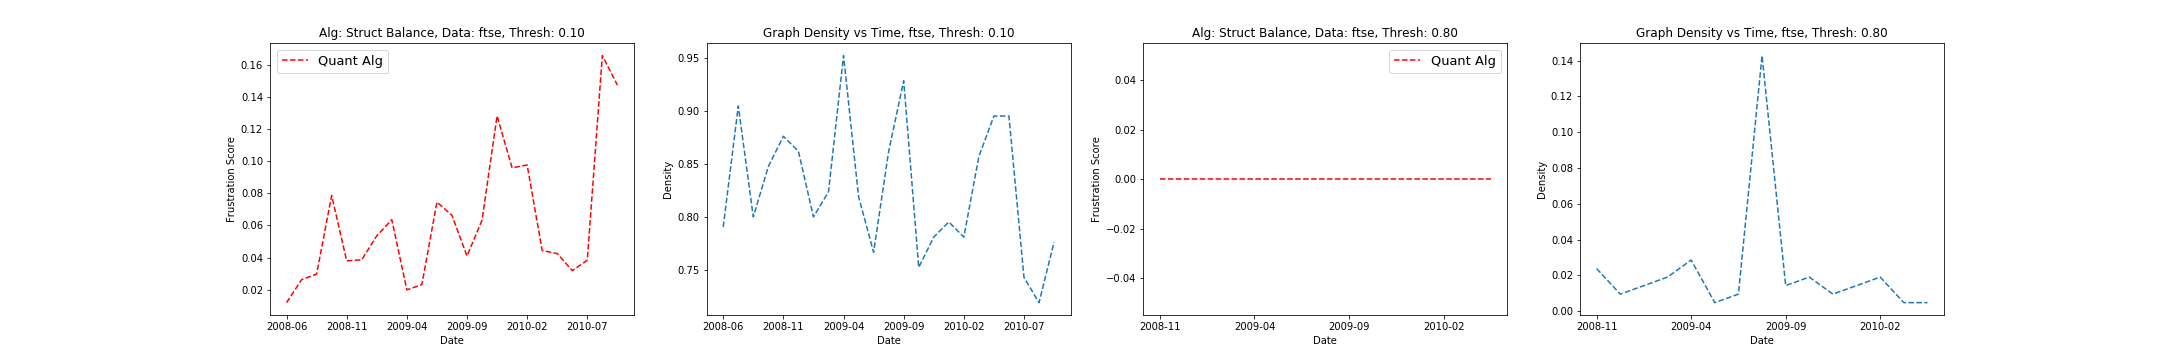 Alg: Struct Balance, Data: ftse, Thresh: 0.10
Quant Alg
Frustration Score
0.16
0.14
0.12
0.10
0.08
0.06
0.04
0.02
2008-06 2008-11 2009-04 2009-09 2010-02 2010-07
Date
Graph Density vs Time, ftse, Thresh: 0.10
Density
0.95
0.90
0.85
0.80
0.75
2008-06 2008-11 2009-04 2009-09 2010-02 2010-07
Date
Alg: Struct Balance, Data: ftse, Thresh: 0.80
Quant Alg
Frustration Score
0.04
0.02
0.00
−0.02
−0.04
2008-11 2009-04 2009-09 2010-02
Date
Graph Density vs Time, ftse, Thresh: 0.80
Density
0.14
0.12
0.10
0.08
0.06
0.04
0.02
0.00
2008-11 2009-04 2009-09 2010-02
Date